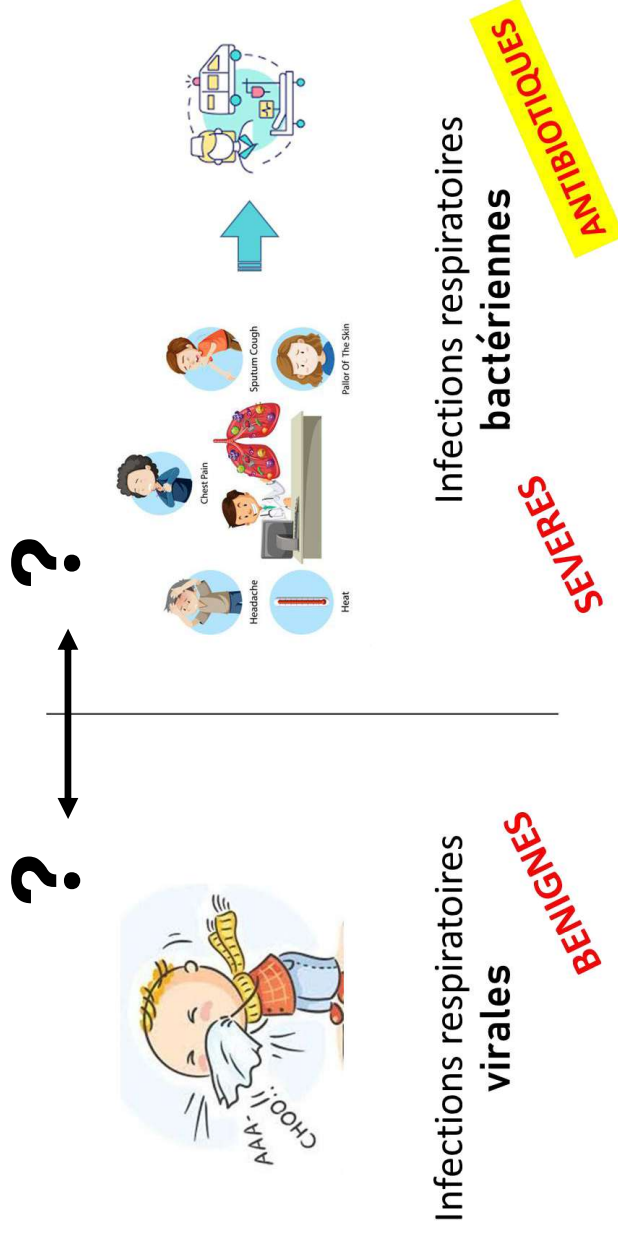 ?
?
AAA-
CHOO!!
Chest Pain
Headache
Sputum Cough
Heat
Pallor Of The Skin
Infections respiratoires
virales
Infections respiratoires
bactériennes
BENIGNES
SEVERES
ANTIBIOTIQUES